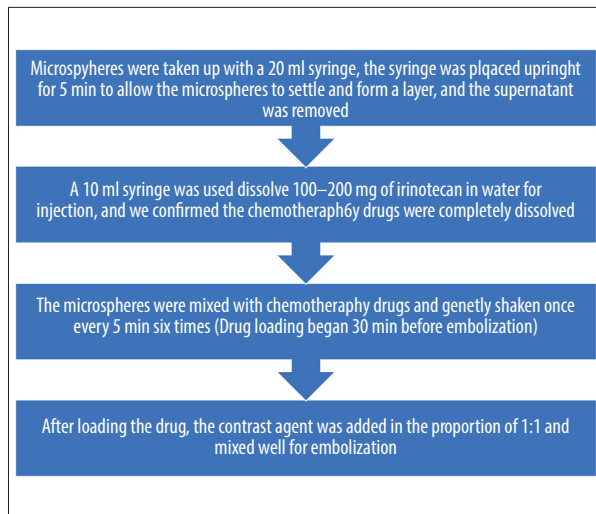 Microspyheres were taken up with a 20 ml syringe, the syringe was plqaced upringht
for 5 min to allow the microspheres to settle and form a layer, and the supernatant
was removed
A 10 ml syringe was used dissolve 100–200 mg of irinotecan in water for
injection, and we confirmed the chemotheraph6y drugs were completely dissolved
The microspheres were mixed with chemotheraphy drugs and genetly shaken once
every 5 min six times (Drug loading began 30 min before embolization)
After loading the drug, the contrast agent was added in the proportion of 1:1 and
mixed well for embolization